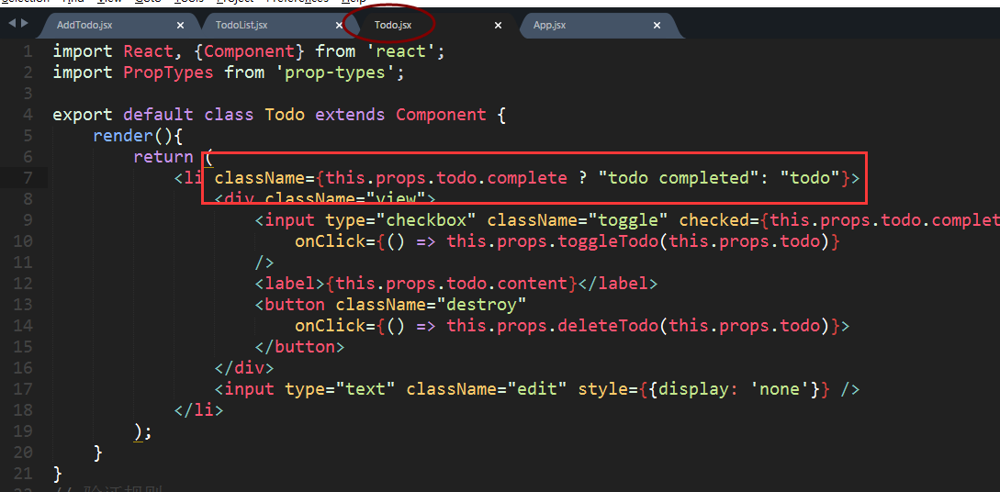 Selection Find View Goto Tools Project Preferences Help
AddTodo.jsx × TodoList.jsx × Todo.jsx × App.jsx ×
1 import React, {Component} from 'react';
2 import PropTypes from 'prop-types';
3
4 export default class Todo extends Component {
5 render(){
6 return (
7 <li className={this.props.todo.complete ? "todo completed": "todo"}>
8 <div className="view">
9 <input type="checkbox" className="toggle" checked={this.props.todo.complet
10 onClick={() => this.props.toggleTodo(this.props.todo)}
11 />
12 <label>{this.props.todo.content}</label>
13 <button className="destroy"
14 onClick={() => this.props.deleteTodo(this.props.todo)}>
15 </button>
16 </div>
17 <input type="text" className="edit" style={{display: 'none'}} />
18 </li>
19 );
20 }
21 }
22 //